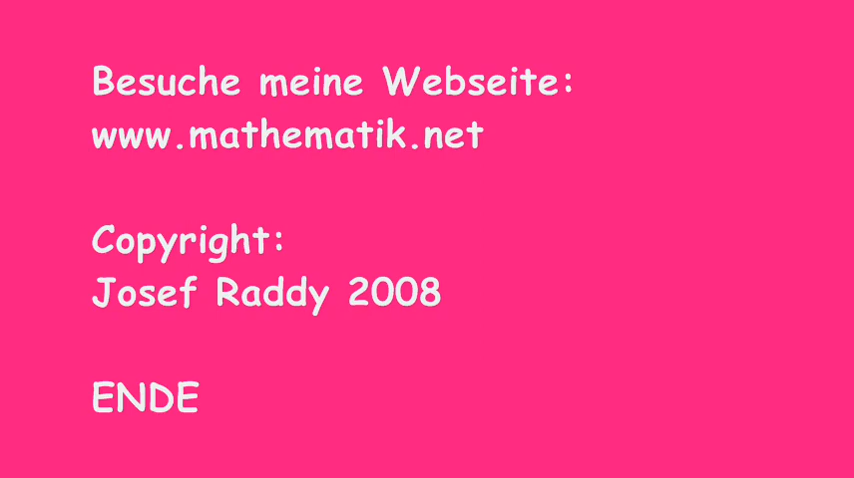 Besuche meine Webseite:
www.mathematik.net
Copyright:
Josef Raddy 2008
ENDE